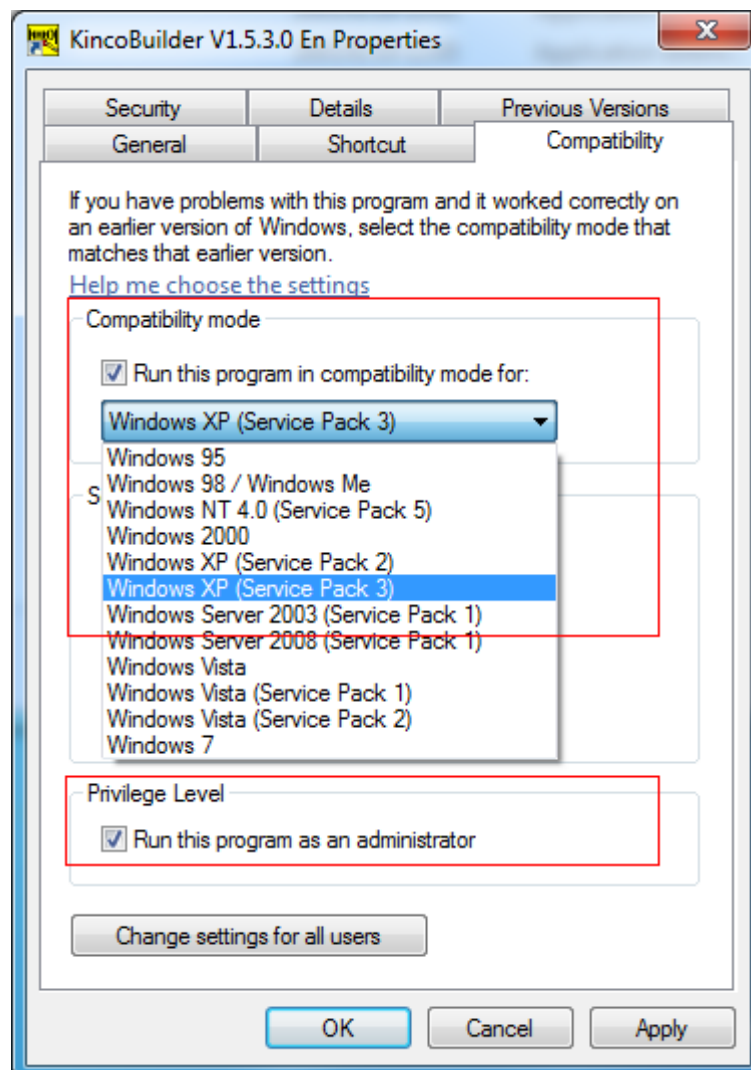 KincoBuilder V1.5.3.0 En Properties
Security Details Previous Versions
General Shortcut Compatibility
If you have problems with this program and it worked correctly on
an earlier version of Windows, select the compatibility mode that
matches that earlier version.
Help me choose the settings
Compatibility mode
Run this program in compatibility mode for:
Windows XP (Service Pack 3)
Windows 95
Windows 98 / Windows Me
Windows NT 4.0 (Service Pack 5)
Windows 2000
Windows XP (Service Pack 2)
Windows XP (Service Pack 3)
Windows Server 2003 (Service Pack 1)
Windows Server 2008 (Service Pack 1)
Windows Vista
Windows Vista (Service Pack 1)
Windows Vista (Service Pack 2)
Windows 7
Privilege Level
Run this program as an administrator
Change settings for all users
OK Cancel Apply